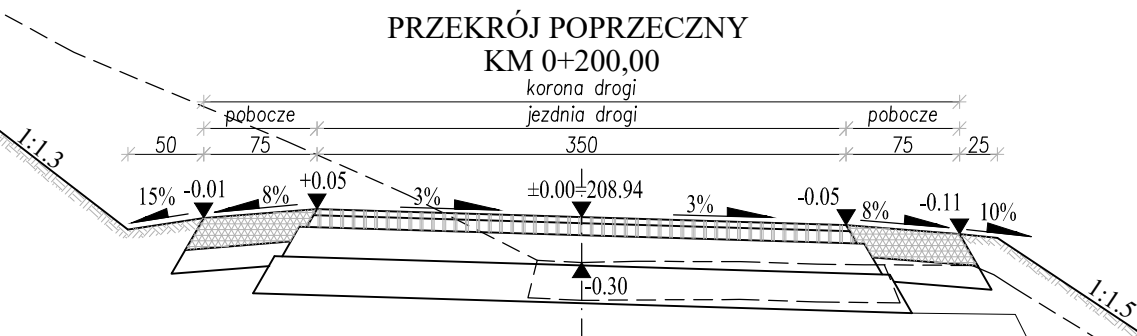 PRZEKRÓJ POPRZECZNY
KM 0+200,00
korona drogi
pobocze jezdnia drogi pobocze
50 75 350 75 25
1:1.3
15% -0.01 8% +0.05 3% ±0.00=208.94 3% -0.05 8% -0.11 10%
-0.30
1:1.5